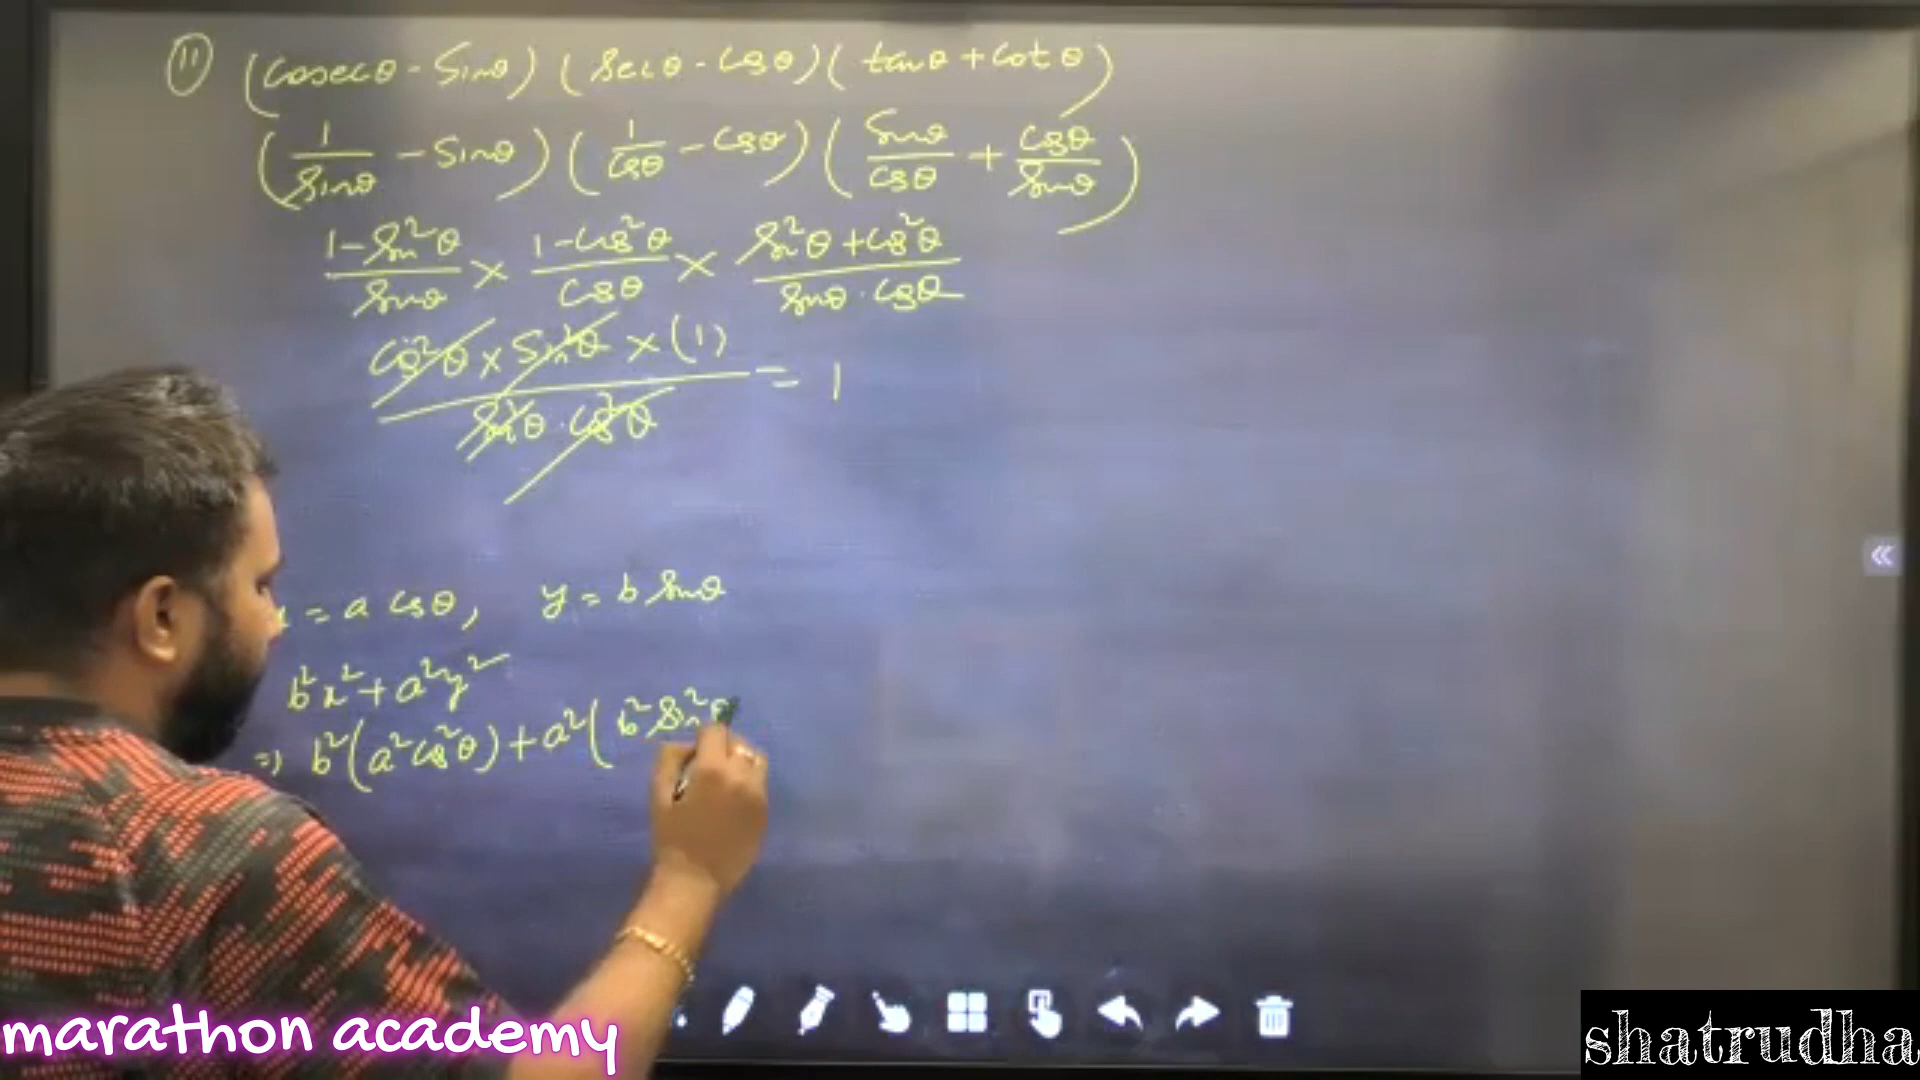 (11) (cosecθ - sinθ) (secθ - cosθ) (tanθ + cotθ)
(1/sinθ - sinθ) (1/cosθ - cosθ) (sinθ/cosθ + cosθ/sinθ)
1-sin²θ/sinθ × 1-cos²θ/cosθ × sin²θ+cos²θ/sinθ·cosθ
cos²θ × sin²θ × (1)/sin²θ·cos²θ = 1
= a cosθ, y = b sinθ
b²x² + a²y²
=) b²(a²cos²θ) + a²(b²sin²θ
marathon academy
shatrudha